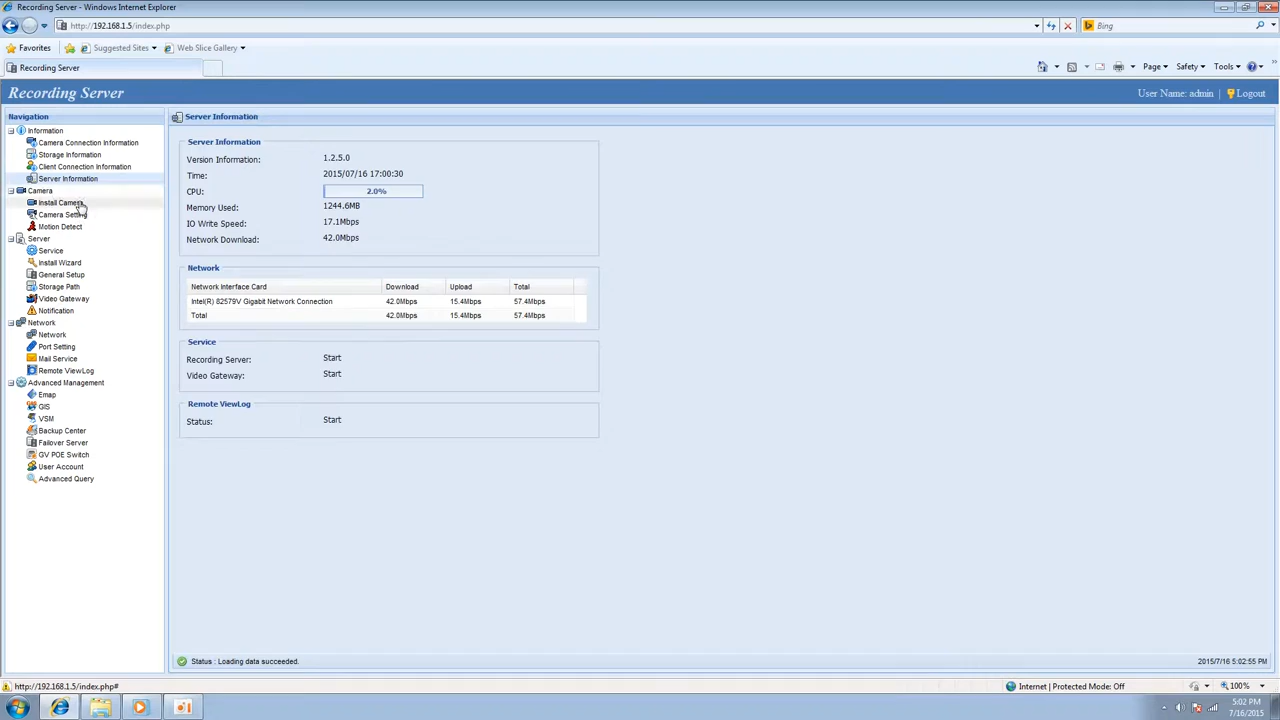 Recording Server - Windows Internet Explorer
http://192.168.1.5/index.php
Bing
Favorites
Suggested Sites
Web Slice Gallery
Recording Server
Page
Safety
Tools
Recording Server
User Name: admin | Logout
Navigation
Information
Camera Connection Information
Storage Information
Client Connection Information
Server Information
Camera
Install Camera
Camera Setting
Motion Detect
Server
Service
Install Wizard
General Setup
Storage Path
Video Gateway
Notification
Network
Network
Port Setting
Mail Service
Remote ViewLog
Advanced Management
Emap
GIS
VSM
Backup Center
Failover Server
GV POE Switch
User Account
Advanced Query
Server Information
Server Information
Version Information: 1.2.5.0
Time: 2015/07/16 17:00:30
CPU: 2.0%
Memory Used: 1244.6MB
IO Write Speed: 17.1Mbps
Network Download: 42.0Mbps
Network
Network Interface Card Download Upload Total
Intel(R) 82579V Gigabit Network Connection 42.0Mbps 15.4Mbps 57.4Mbps
Total 42.0Mbps 15.4Mbps 57.4Mbps
Service
Recording Server: Start
Video Gateway: Start
Remote ViewLog
Status: Start
Status : Loading data succeeded.
2015/7/16 5:02:55 PM
http://192.168.1.5/index.php#
Internet | Protected Mode: Off
100%
5:02 PM
7/16/2015